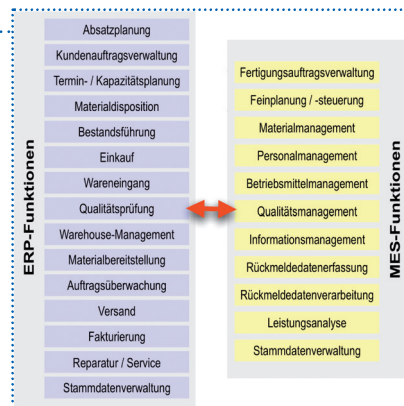 ERP-Funktionen
Absatzplanung
Kundenauftragsverwaltung
Termin- / Kapazitätsplanung
Materialdisposition
Bestandsführung
Einkauf
Wareneingang
Qualitätsprüfung
Warehouse-Management
Materialbereitstellung
Auftragsüberwachung
Versand
Fakturierung
Reparatur / Service
Stammdatenverwaltung
Fertigungsauftragsverwaltung
Feinplanung / -steuerung
Materialmanagement
Personalmanagement
Betriebsmittelmanagement
Qualitätsmanagement
Informationsmanagement
Rückmeldedatenerfassung
Rückmeldedatenverarbeitung
Leistungsanalyse
Stammdatenverwaltung
MES-Funktionen